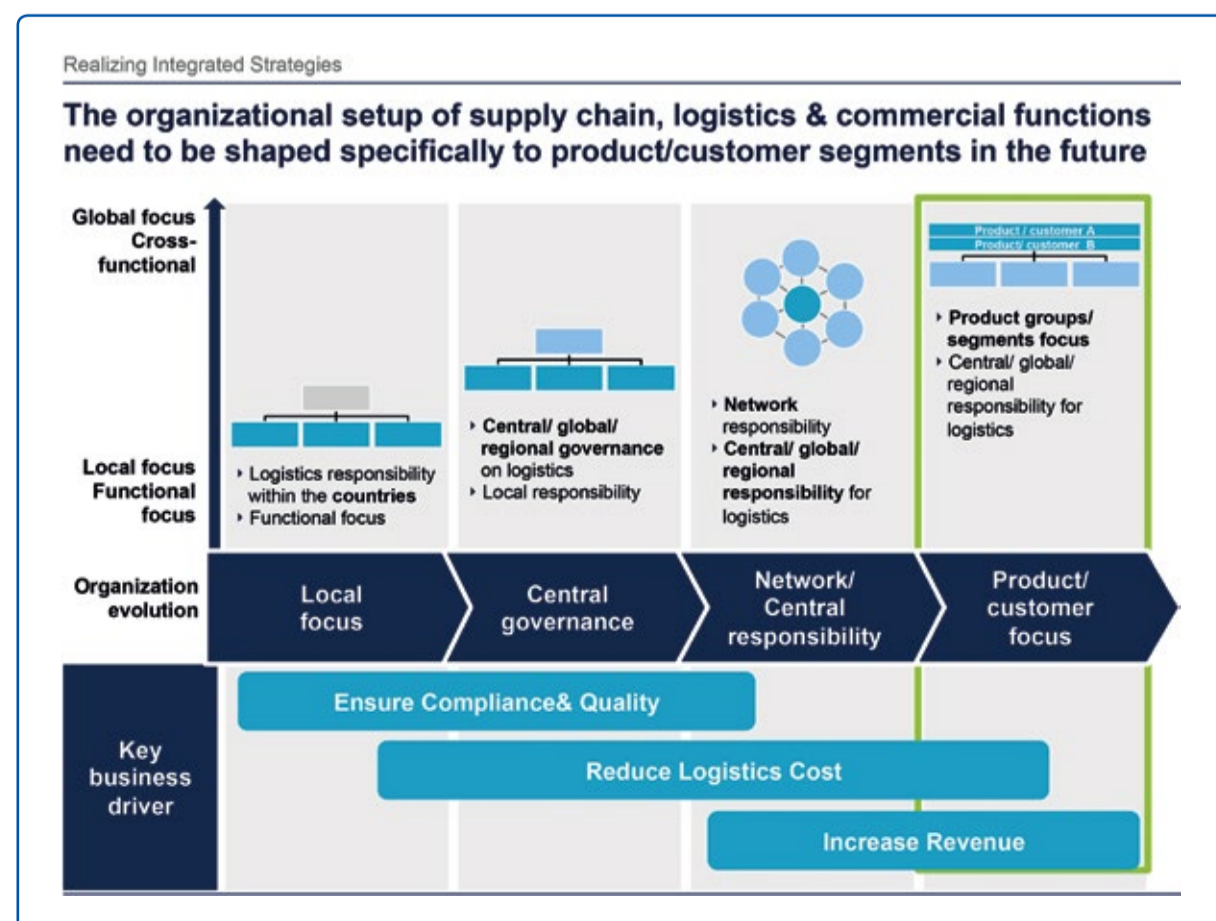 Realizing Integrated Strategies
The organizational setup of supply chain, logistics & commercial functions
need to be shaped specifically to product/customer segments in the future
Global focus
Cross-
functional
Local focus
Functional
focus
‣ Logistics responsibility
within the countries
‣ Functional focus
‣ Central/ global/
regional governance
on logistics
‣ Local responsibility
‣ Network
responsibility
‣ Central/ global/
regional
responsibility for
logistics
Product / customer A
Product/ customer B
‣ Product groups/
segments focus
‣ Central/ global/
regional
responsibility for
logistics
Organization
evolution
Local
focus
Central
governance
Network/
Central
responsibility
Product/
customer
focus
Key
business
driver
Ensure Compliance& Quality
Reduce Logistics Cost
Increase Revenue